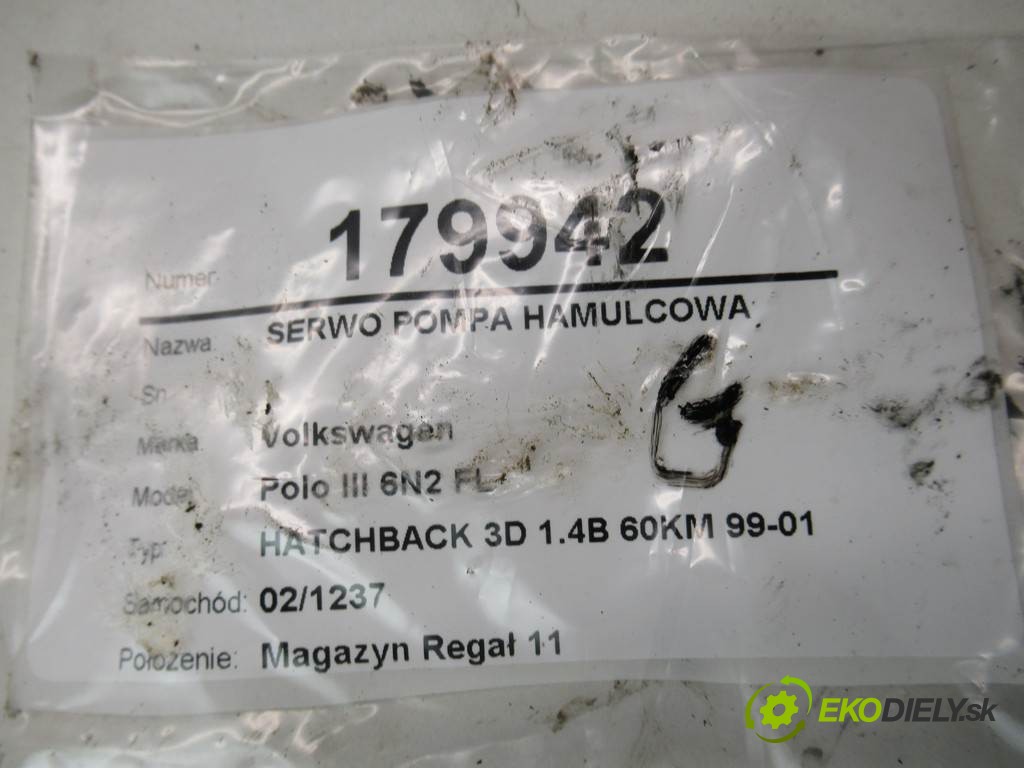 Numer 179942
Nazwa SERWO POMPA HAMULCOWA
Sn
Marka Volkswagen
Model Polo III 6N2 FL
Typ: HATCHBACK 3D 1.4B 60KM 99-01
Samochód: 02/1237
Położenie: Magazyn Regał 11
G
EKODIELY.sk